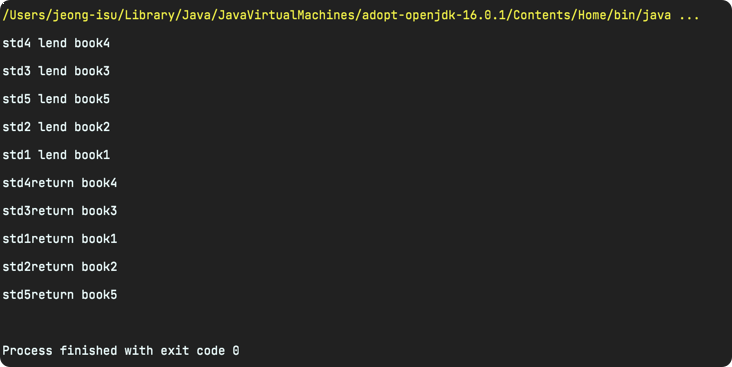 /Users/jeong-isu/Library/Java/JavaVirtualMachines/adopt-openjdk-16.0.1/Contents/Home/bin/java ...
std4 lend book4
std3 lend book3
std5 lend book5
std2 lend book2
std1 lend book1
std4return book4
std3return book3
std1return book1
std2return book2
std5return book5
Process finished with exit code 0